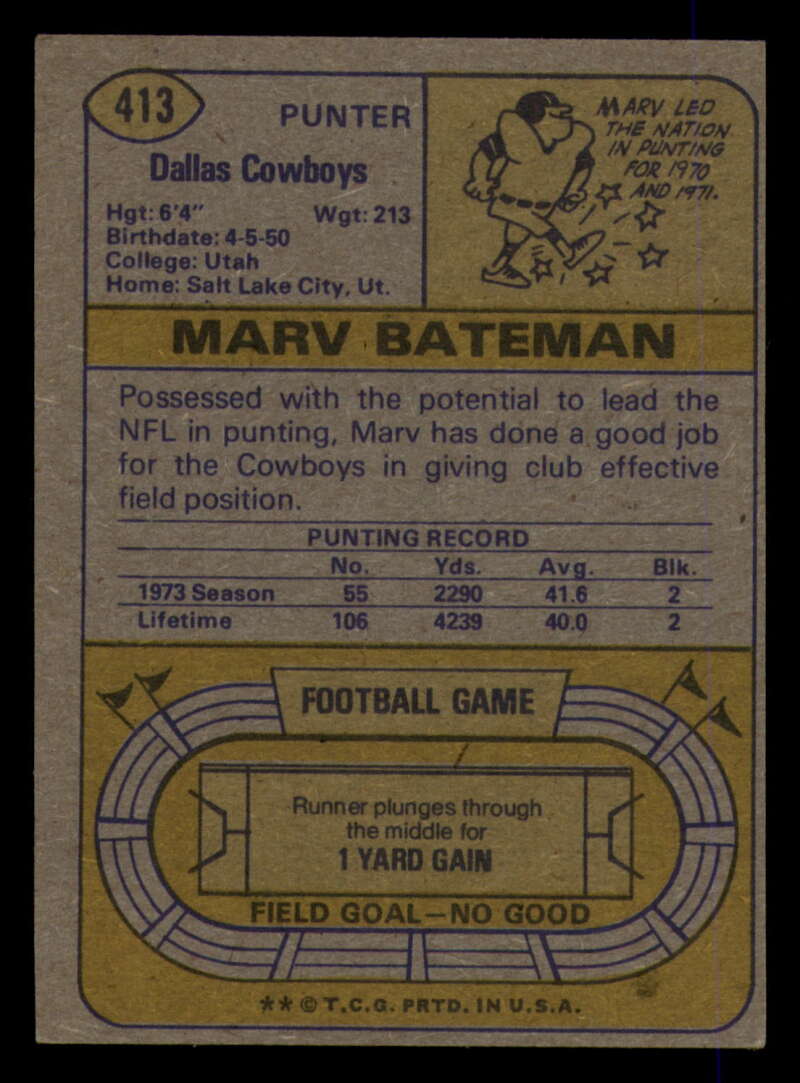 413
PUNTER
Dallas Cowboys
Hgt: 6'4" Wgt: 213
Birthdate: 4-5-50
College: Utah
Home: Salt Lake City, Ut.
MARV LED
THE NATION
IN PUNTING
FOR 1970
AND 1971.
MARV BATEMAN
Possessed with the potential to lead the
NFL in punting, Marv has done a good job
for the Cowboys in giving club effective
field position.
PUNTING RECORD
No. Yds. Avg. Blk.
1973 Season 55 2290 41.6 2
Lifetime 106 4239 40.0 2
FOOTBALL GAME
Runner plunges through
the middle for
1 YARD GAIN
FIELD GOAL—NO GOOD
** © T.C.G. PRTD. IN U.S.A.